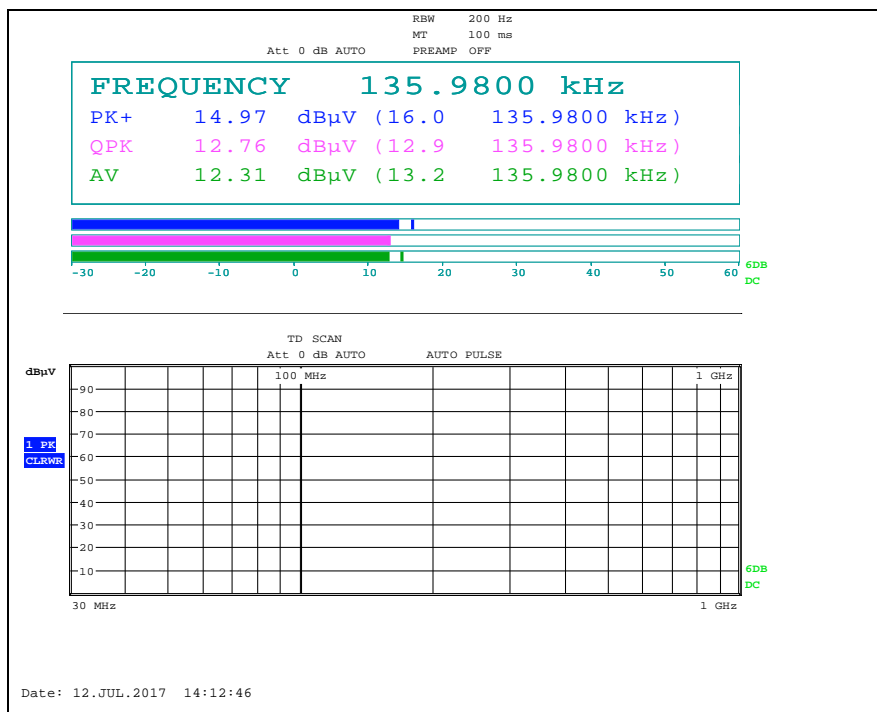 RBW 200 Hz
MT 100 ms
Att 0 dB AUTO PREAMP OFF
FREQUENCY 135.9800 kHz
PK+ 14.97 dBµV (16.0 135.9800 kHz)
QPK 12.76 dBµV (12.9 135.9800 kHz)
AV 12.31 dBµV (13.2 135.9800 kHz)
-30 -20 -10 0 10 20 30 40 50 60
6DB
DC
TD SCAN
Att 0 dB AUTO AUTO PULSE
dBµV
100 MHz 1 GHz
90
80
70
1 PK
CLRWR
60
50
40
30
20
10
6DB
DC
30 MHz 1 GHz
Date: 12.JUL.2017 14:12:46